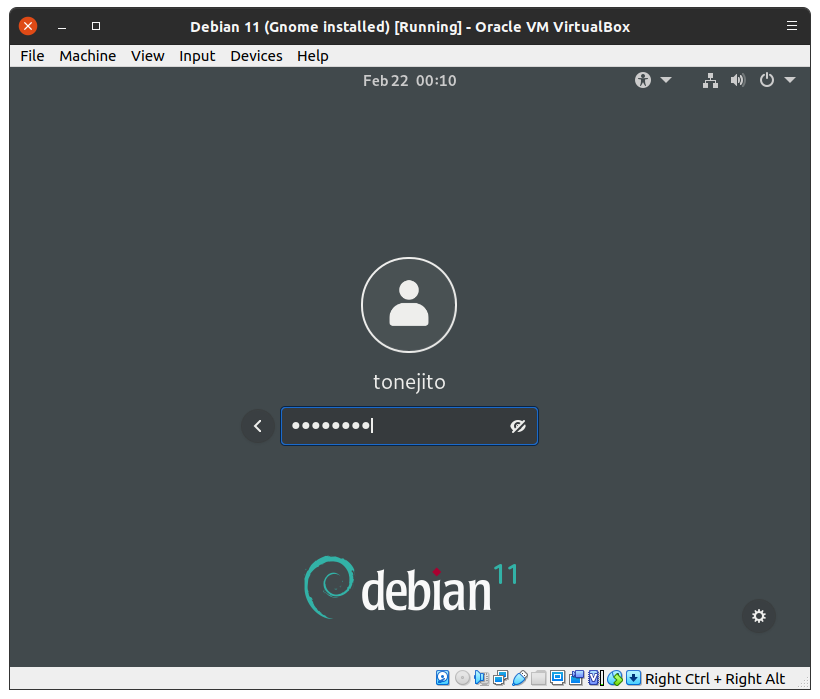 Debian 11 (Gnome installed) [Running] - Oracle VM VirtualBox
File Machine View Input Devices Help
Feb 22 00:10
tonejito
debian 11
Right Ctrl + Right Alt